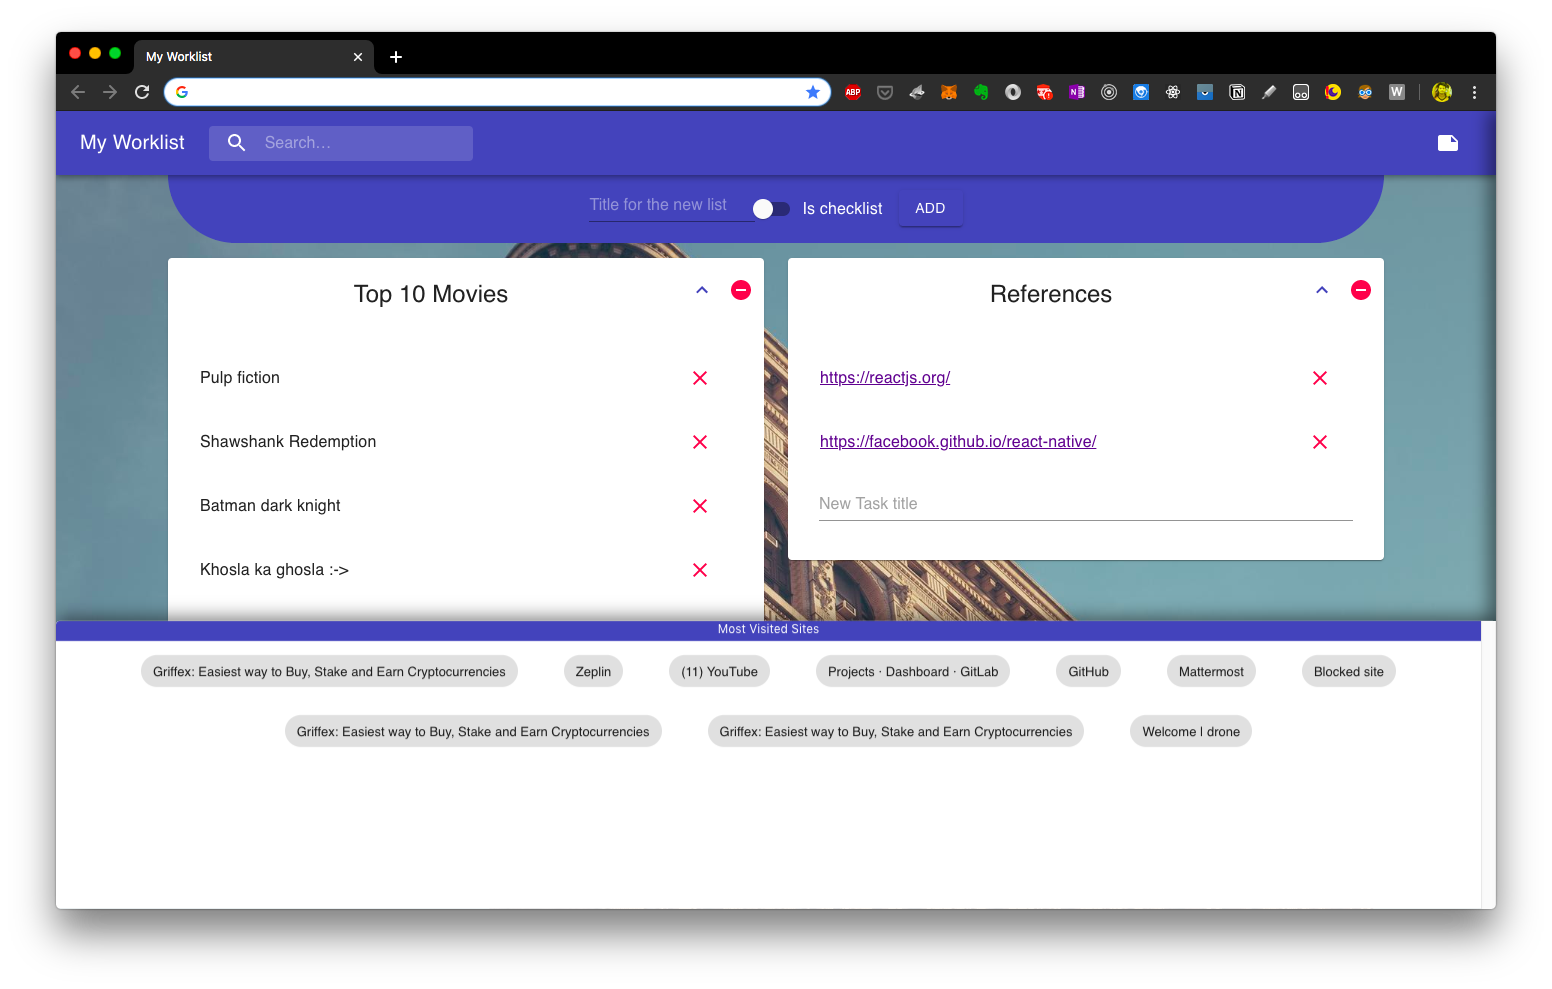 My Worklist
ABP
N
N
W
My Worklist
Search...
Title for the new list
Is checklist
ADD
Top 10 Movies
References
Pulp fiction
https://reactjs.org/
Shawshank Redemption
https://facebook.github.io/react-native/
Batman dark knight
New Task title
Khosla ka ghosla :->
Most Visited Sites
Griffex: Easiest way to Buy, Stake and Earn Cryptocurrencies
Zeplin
(11) YouTube
Projects · Dashboard · GitLab
GitHub
Mattermost
Blocked site
Griffex: Easiest way to Buy, Stake and Earn Cryptocurrencies
Griffex: Easiest way to Buy, Stake and Earn Cryptocurrencies
Welcome | drone